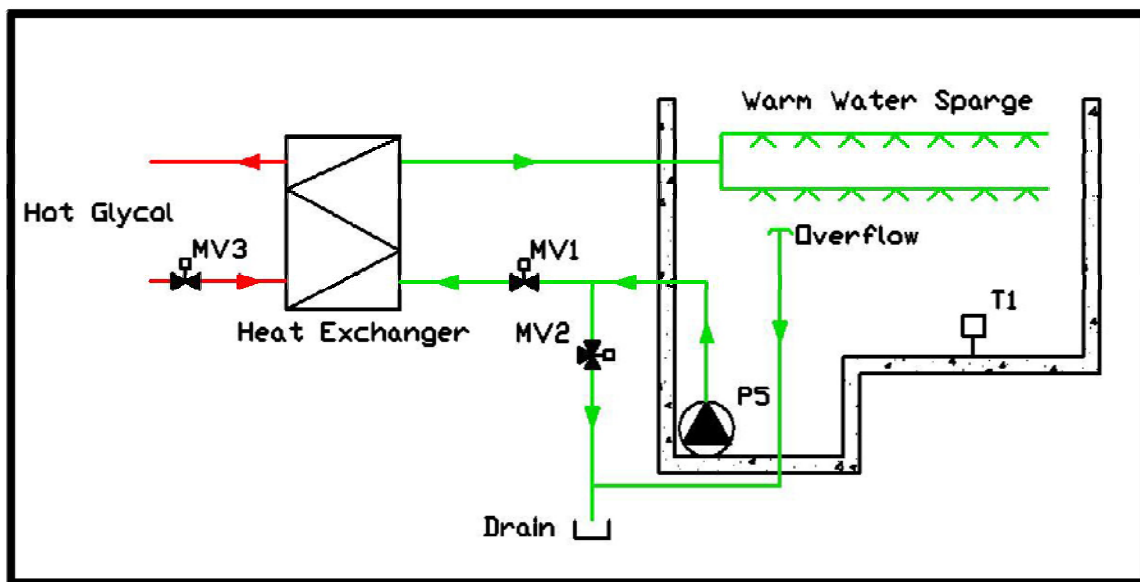 Warm Water Sparge
Hot Glycol
MV3
MV1
Overflow
T1
Heat Exchanger
MV2
P5
Drain